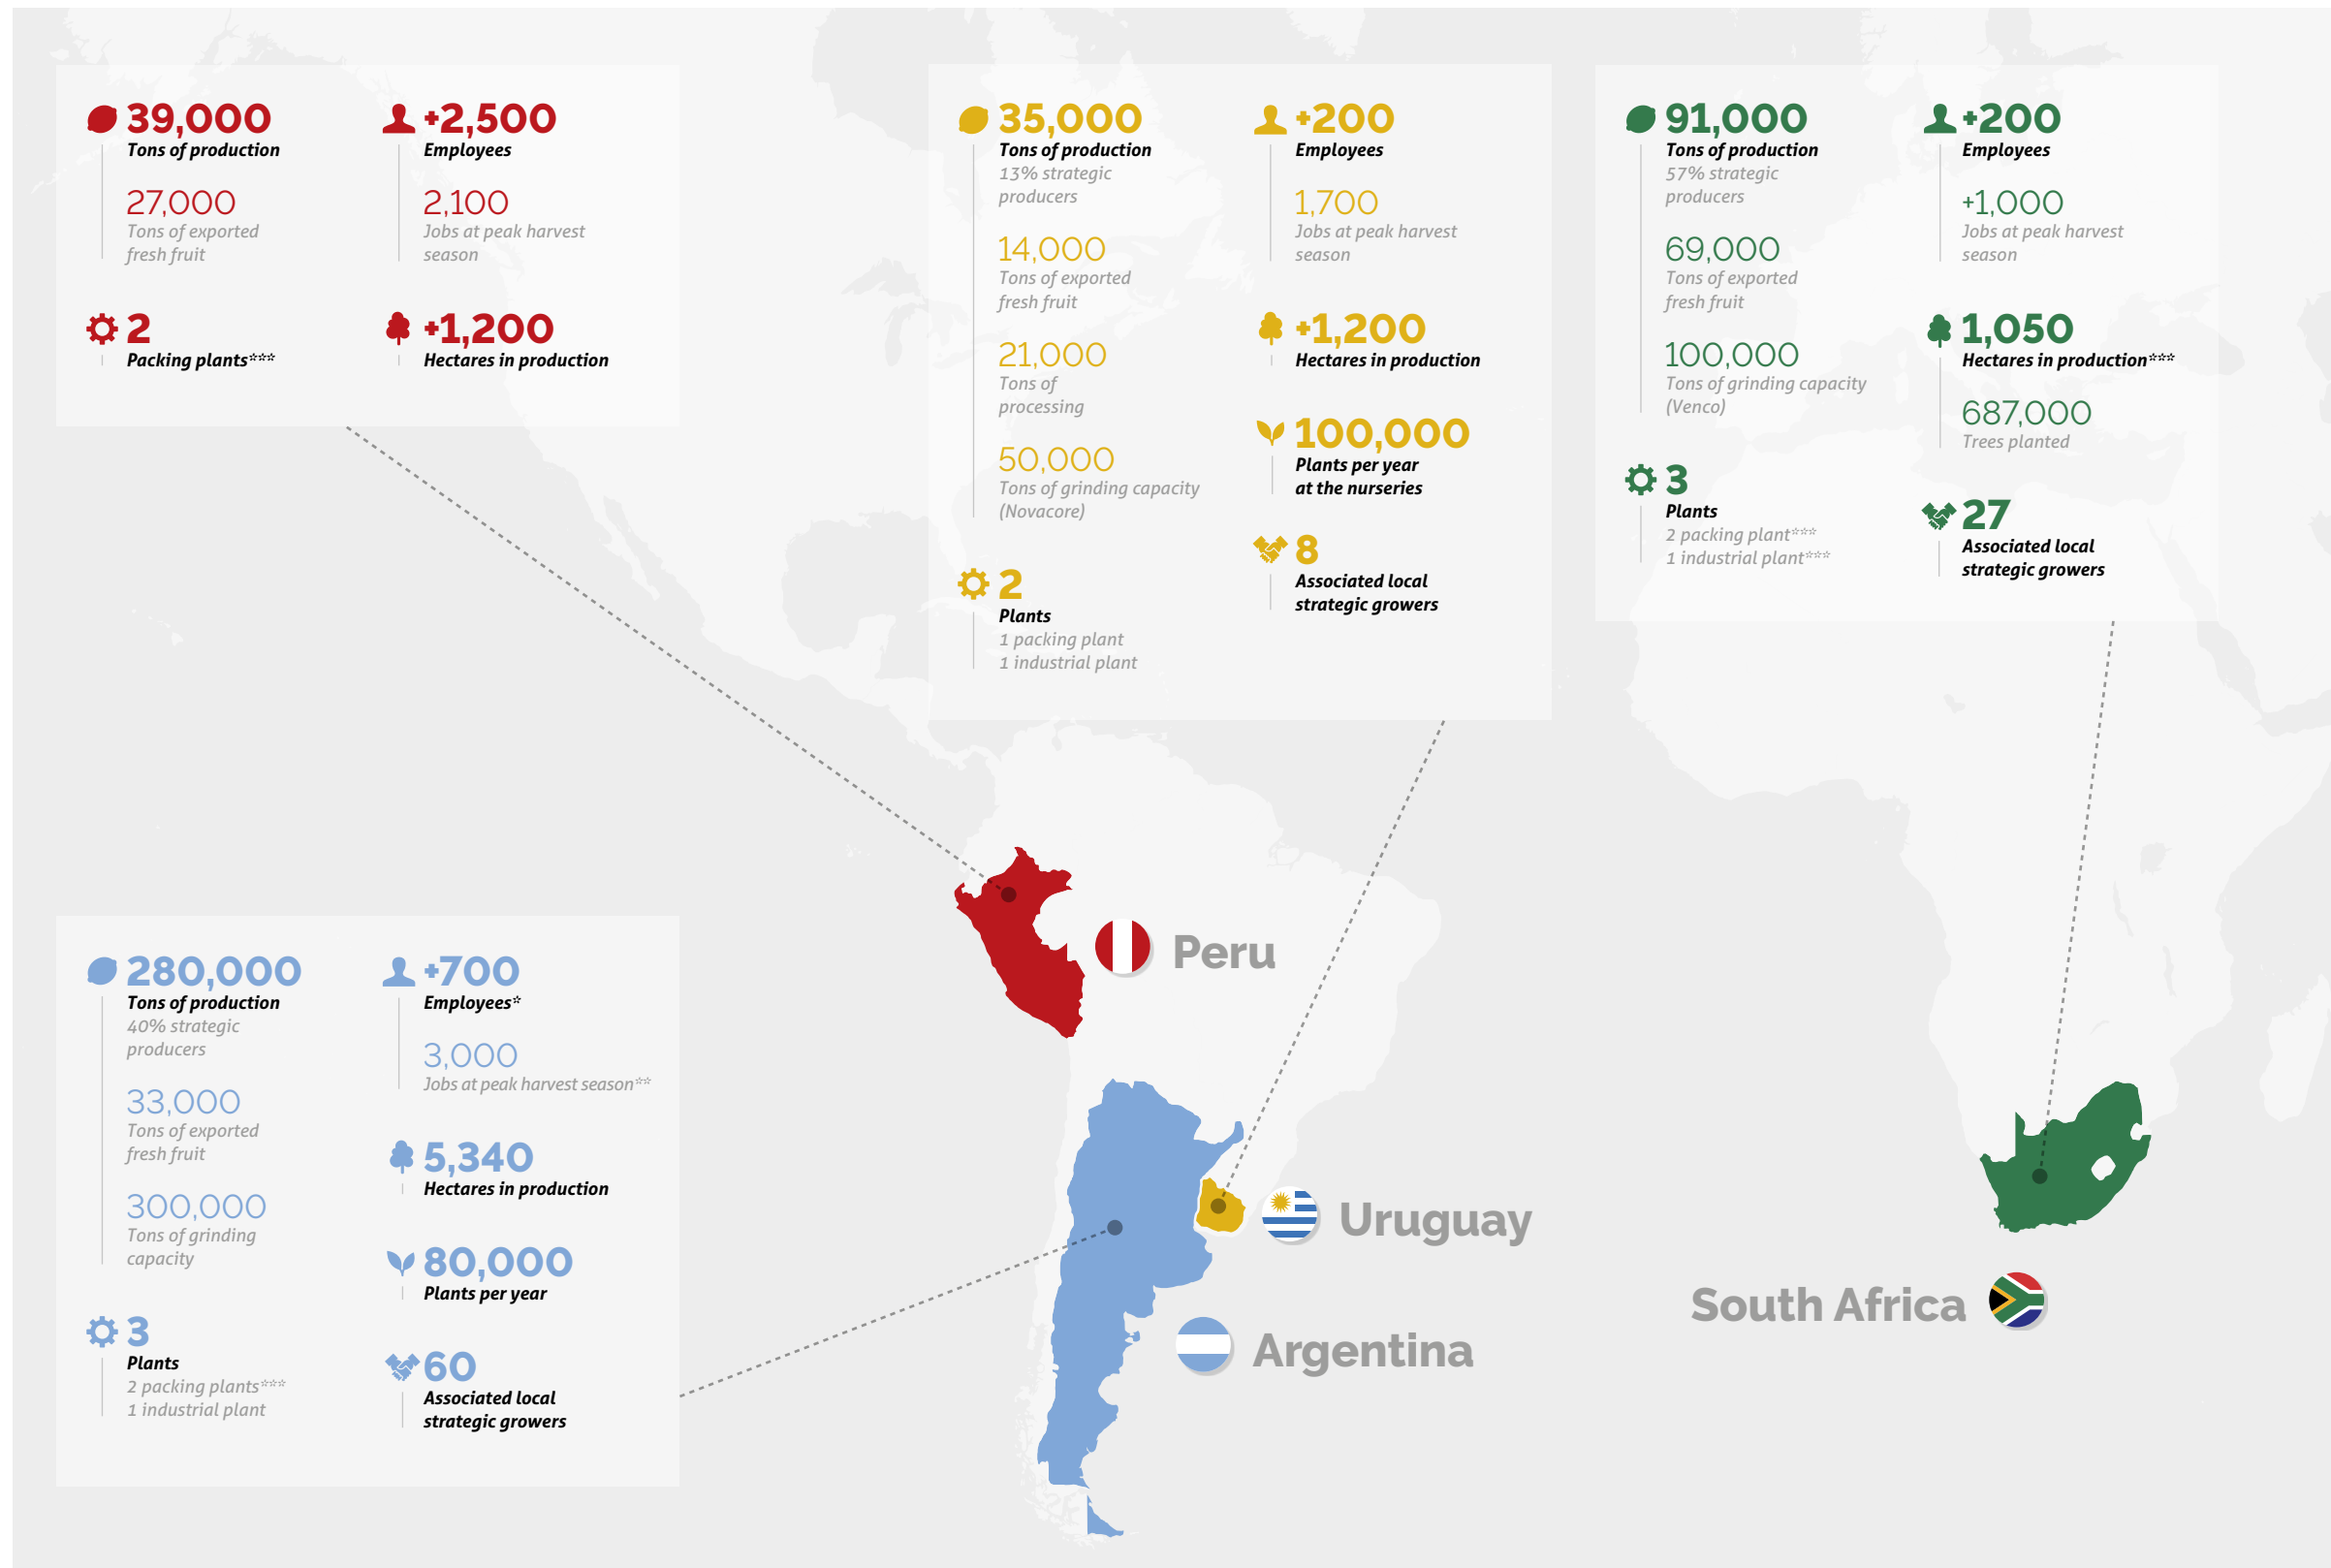 39,000
Tons of production
27,000
Tons of exported
fresh fruit
2
Packing plants***
+2,500
Employees
2,100
Jobs at peak harvest
season
+1,200
Hectares in production
35,000
Tons of production
13% strategic
producers
14,000
Tons of exported
fresh fruit
21,000
Tons of
processing
50,000
Tons of grinding capacity
(Novacore)
2
Plants
1 packing plant
1 industrial plant
+200
Employees
1,700
Jobs at peak harvest
season
+1,200
Hectares in production
100,000
Plants per year
at the nurseries
8
Associated local
strategic growers
91,000
Tons of production
57% strategic
producers
69,000
Tons of exported
fresh fruit
100,000
Tons of grinding capacity
(Venco)
3
Plants
2 packing plant***
1 industrial plant***
+200
Employees
+1,000
Jobs at peak harvest
season
1,050
Hectares in production***
687,000
Trees planted
27
Associated local
strategic growers
280,000
Tons of production
40% strategic
producers
33,000
Tons of exported
fresh fruit
300,000
Tons of grinding
capacity
3
Plants
2 packing plants***
1 industrial plant
+700
Employees*
3,000
Jobs at peak harvest season**
5,340
Hectares in production
80,000
Plants per year
60
Associated local
strategic growers
Peru
Uruguay
Argentina
South Africa